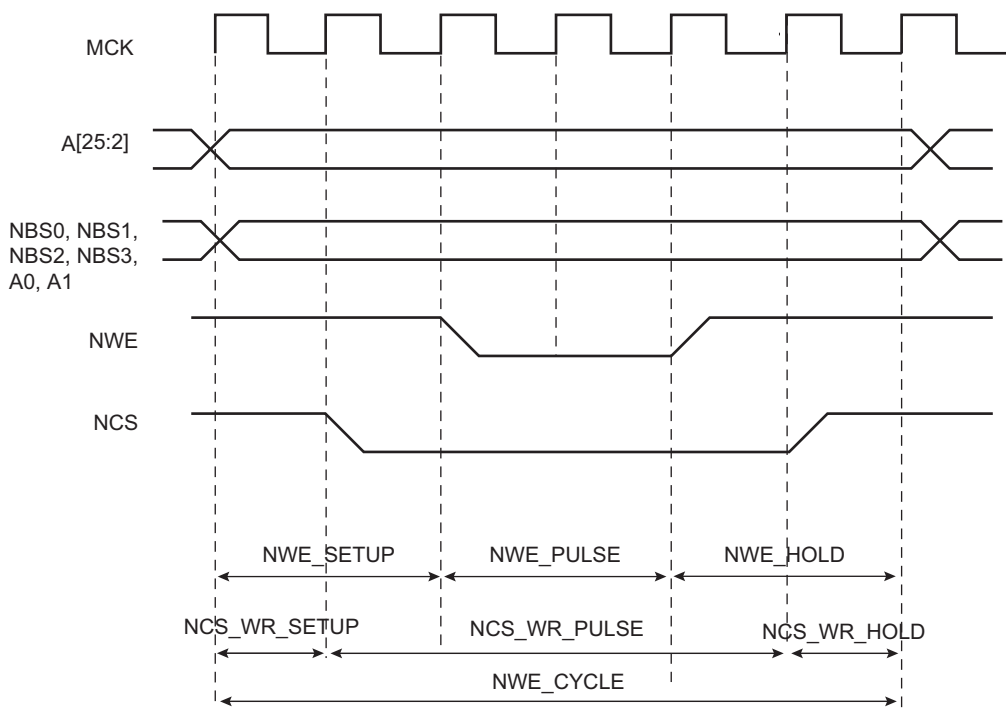 MCK
A[25:2]
NBS0, NBS1,
NBS2, NBS3,
A0, A1
NWE
NCS
NWE_SETUP
NWE_PULSE
NWE_HOLD
NCS_WR_SETUP
NCS_WR_PULSE
NCS_WR_HOLD
NWE_CYCLE